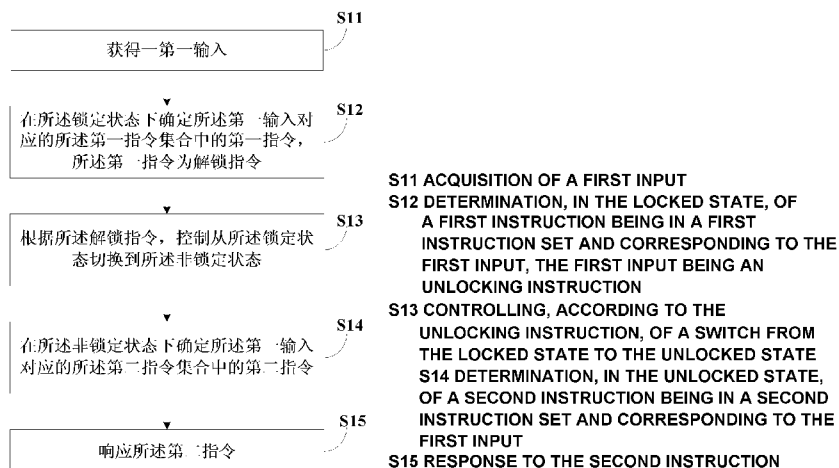 S11
获得一第一输入
S12
在所述锁定状态下确定所述第一输入对
应的所述第一指令集合中的第一指令，
所述第一指令为解锁指令
S13
根据所述解锁指令，控制从所述锁定状
态切换到所述非锁定状态
S14
在所述非锁定状态下确定所述第一输入
对应的所述第二指令集合中的第二指令
S15
响应所述第二指令
S11 ACQUISITION OF A FIRST INPUT
S12 DETERMINATION, IN THE LOCKED STATE, OF
A FIRST INSTRUCTION BEING IN A FIRST
INSTRUCTION SET AND CORRESPONDING TO THE
FIRST INPUT, THE FIRST INPUT BEING AN
UNLOCKING INSTRUCTION
S13 CONTROLLING, ACCORDING TO THE
UNLOCKING INSTRUCTION, OF A SWITCH FROM
THE LOCKED STATE TO THE UNLOCKED STATE
S14 DETERMINATION, IN THE UNLOCKED STATE,
OF A SECOND INSTRUCTION BEING IN A SECOND
INSTRUCTION SET AND CORRESPONDING TO THE
FIRST INPUT
S15 RESPONSE TO THE SECOND INSTRUCTION